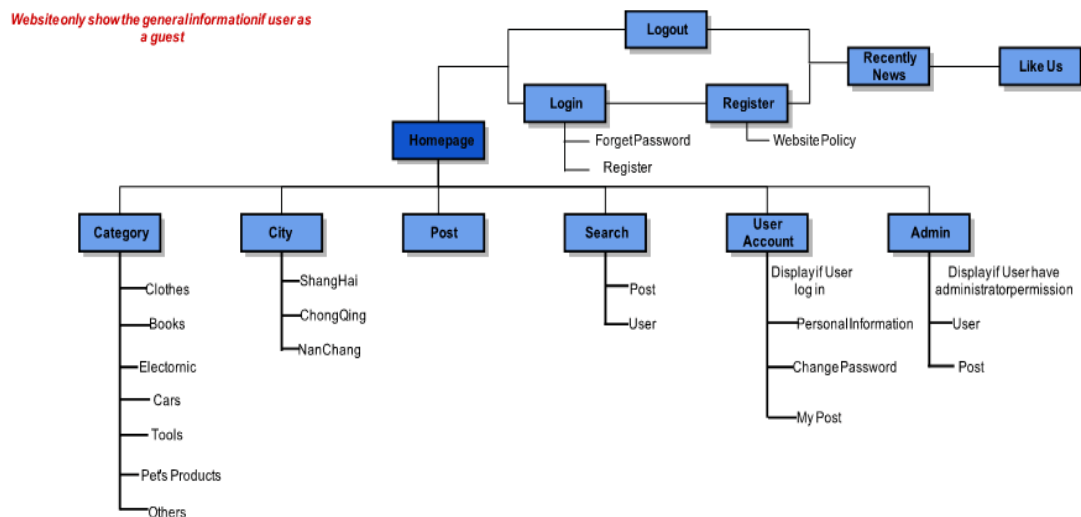 Website only show the general information if user as
a guest
Logout
Recently
News
Like Us
Login
Register
Homepage
Forget Password
Website Policy
Register
Category
City
Post
Search
User
Account
Admin
Clothes
Books
Electornic
Cars
Tools
Pet's Products
Others
ShangHai
ChongQing
NanChang
Post
User
Display if User
log in
Personal Information
Change Password
My Post
Display if User have
administrator permission
User
Post